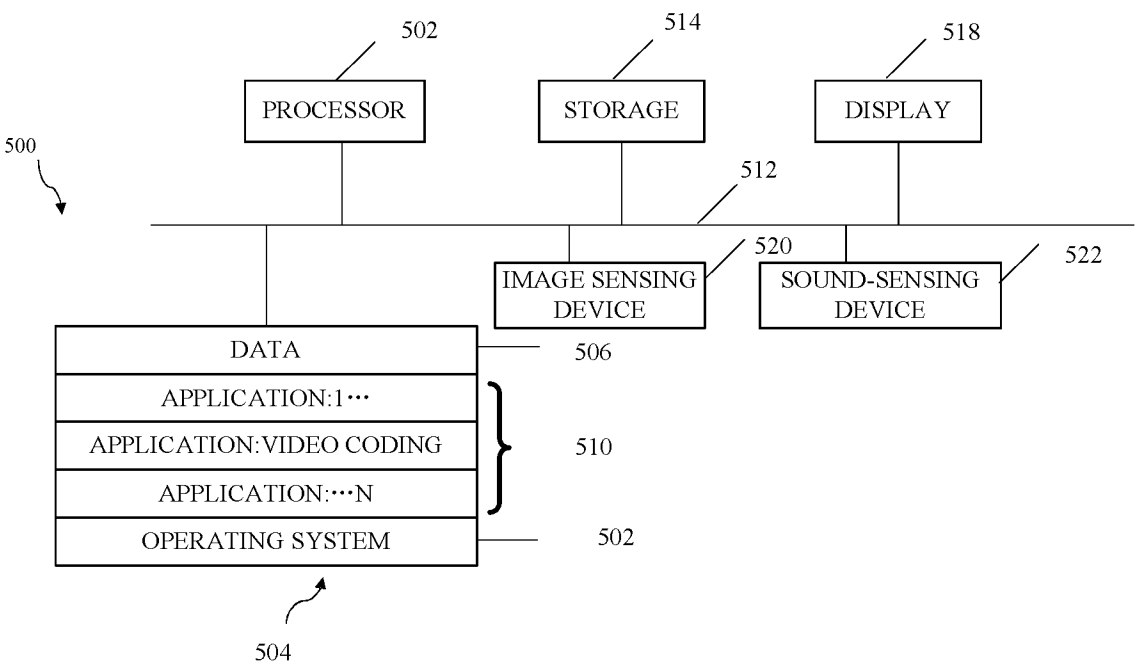 502
514
518
PROCESSOR
STORAGE
DISPLAY
500
512
520
522
IMAGE SENSING
DEVICE
SOUND-SENSING
DEVICE
DATA
506
APPLICATION:1···
APPLICATION:VIDEO CODING
510
APPLICATION:···N
OPERATING SYSTEM
502
504